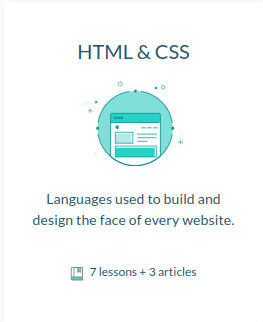 HTML & CSS
Languages used to build and
design the face of every website.
7 lessons + 3 articles